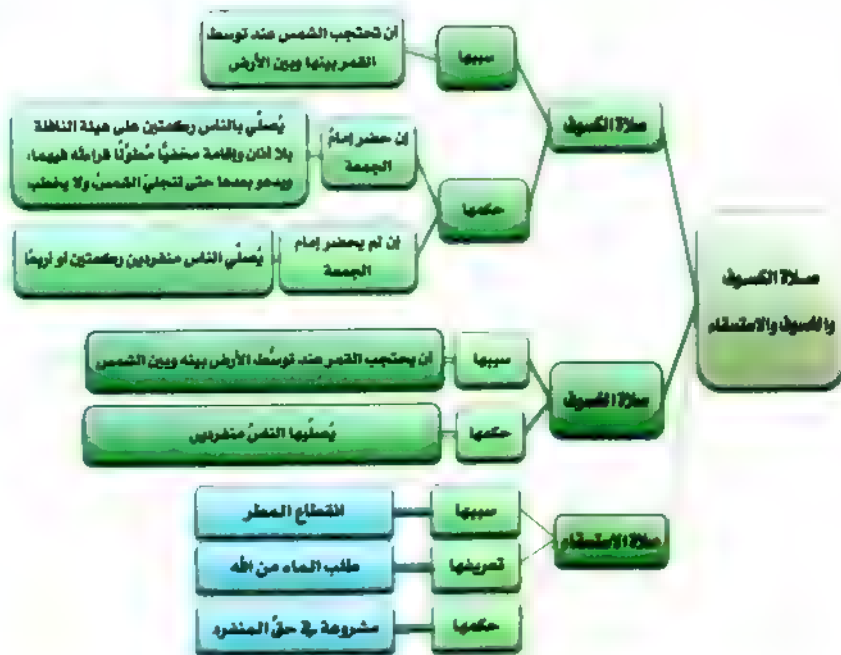 صلاة الكسوف
والخسوف والاستسقاء
صلاة الكسوف
سببها
أن تحتجب الشمس عند توسط
القمر بينها وبين الأرض
حكمها
إن حضر إمامُ
الجمعة
يُصلِّي بالناس ركعتين على هيئة النافلة
بلا أذان وإقامة مخفيًا مُطوِّلًا قراءتَه فيهما،
ويدعو بعدها حتى تنجليَ الشمسُ ولا يخطب
إن لم يحضر إمام
الجمعة
يُصلِّي الناس منفردين ركعتين أو أربعًا
صلاة الخسوف
سببها
أن يحتجب القمر عند توسُّط الأرض بينه وبين الشمس
حكمها
يُصلِّيها الناسُ منفردين
صلاة الاستسقاء
سببها
انقطاع المطر
تعريفها
طلب الماء من الله
حكمها
مشروعة في حقِّ المنفرد